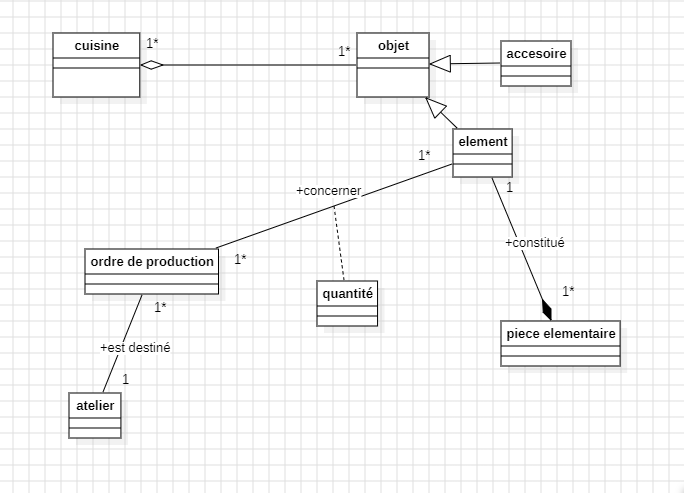 cuisine
1*
1*
objet
accesoire
element
1*
1
+concerner
+constitué
ordre de production
1*
quantité
1*
1*
piece elementaire
+est destiné
1
atelier